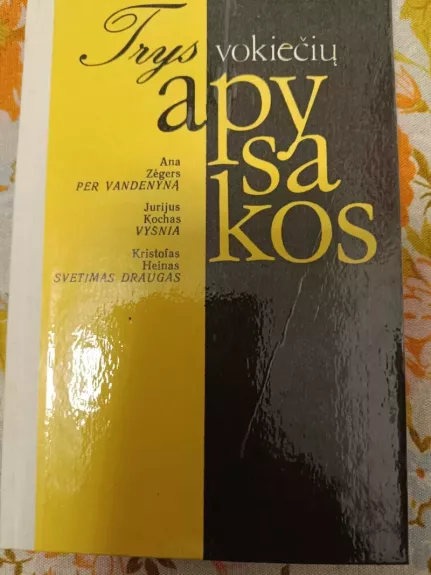 Trys vokiečių
apy
sa
kos
Ana
Zėgers
PER VANDENYNĄ
Jurijus
Kochas
VYŠNIA
Kristofas
Heinas
SVETIMAS DRAUGAS